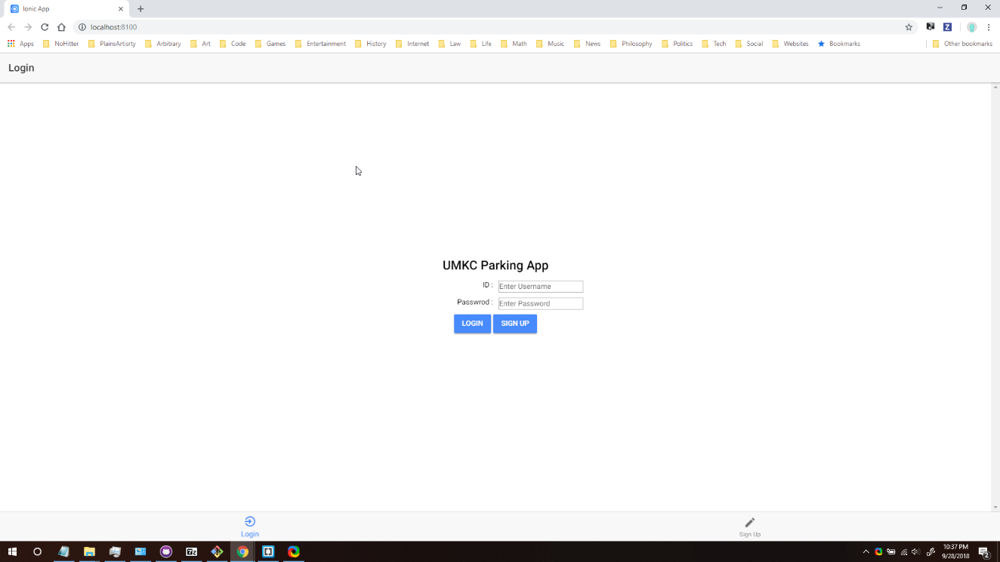 Ionic App
localhost:8100
Apps NoHitter PlainsArtisrty Arbitrary Art Code Games Entertainment History Internet Law Life Math Music News Philosophy Politics Tech Social Websites Bookmarks Other bookmarks
Login
UMKC Parking App
ID :
Enter Username
Passwrod :
Enter Password
LOGIN SIGN UP
Login
Sign Up
10:37 PM
9/28/2018
2